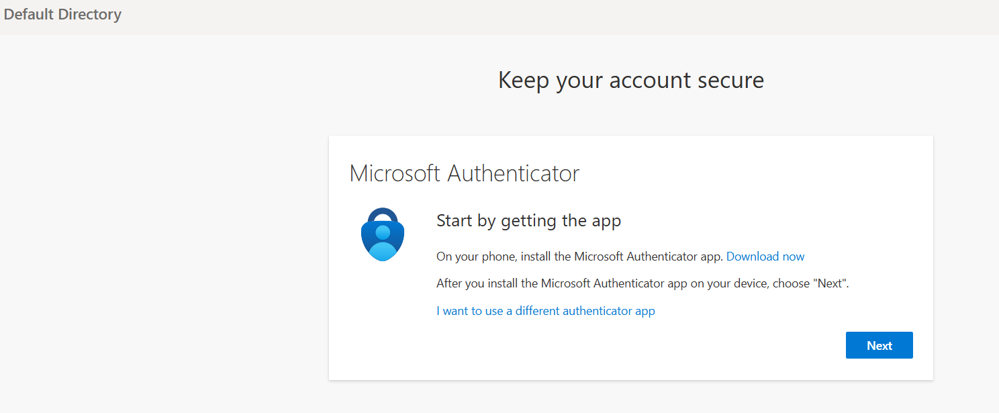 Default Directory
Keep your account secure
Microsoft Authenticator
Start by getting the app
On your phone, install the Microsoft Authenticator app. Download now
After you install the Microsoft Authenticator app on your device, choose "Next".
I want to use a different authenticator app
Next